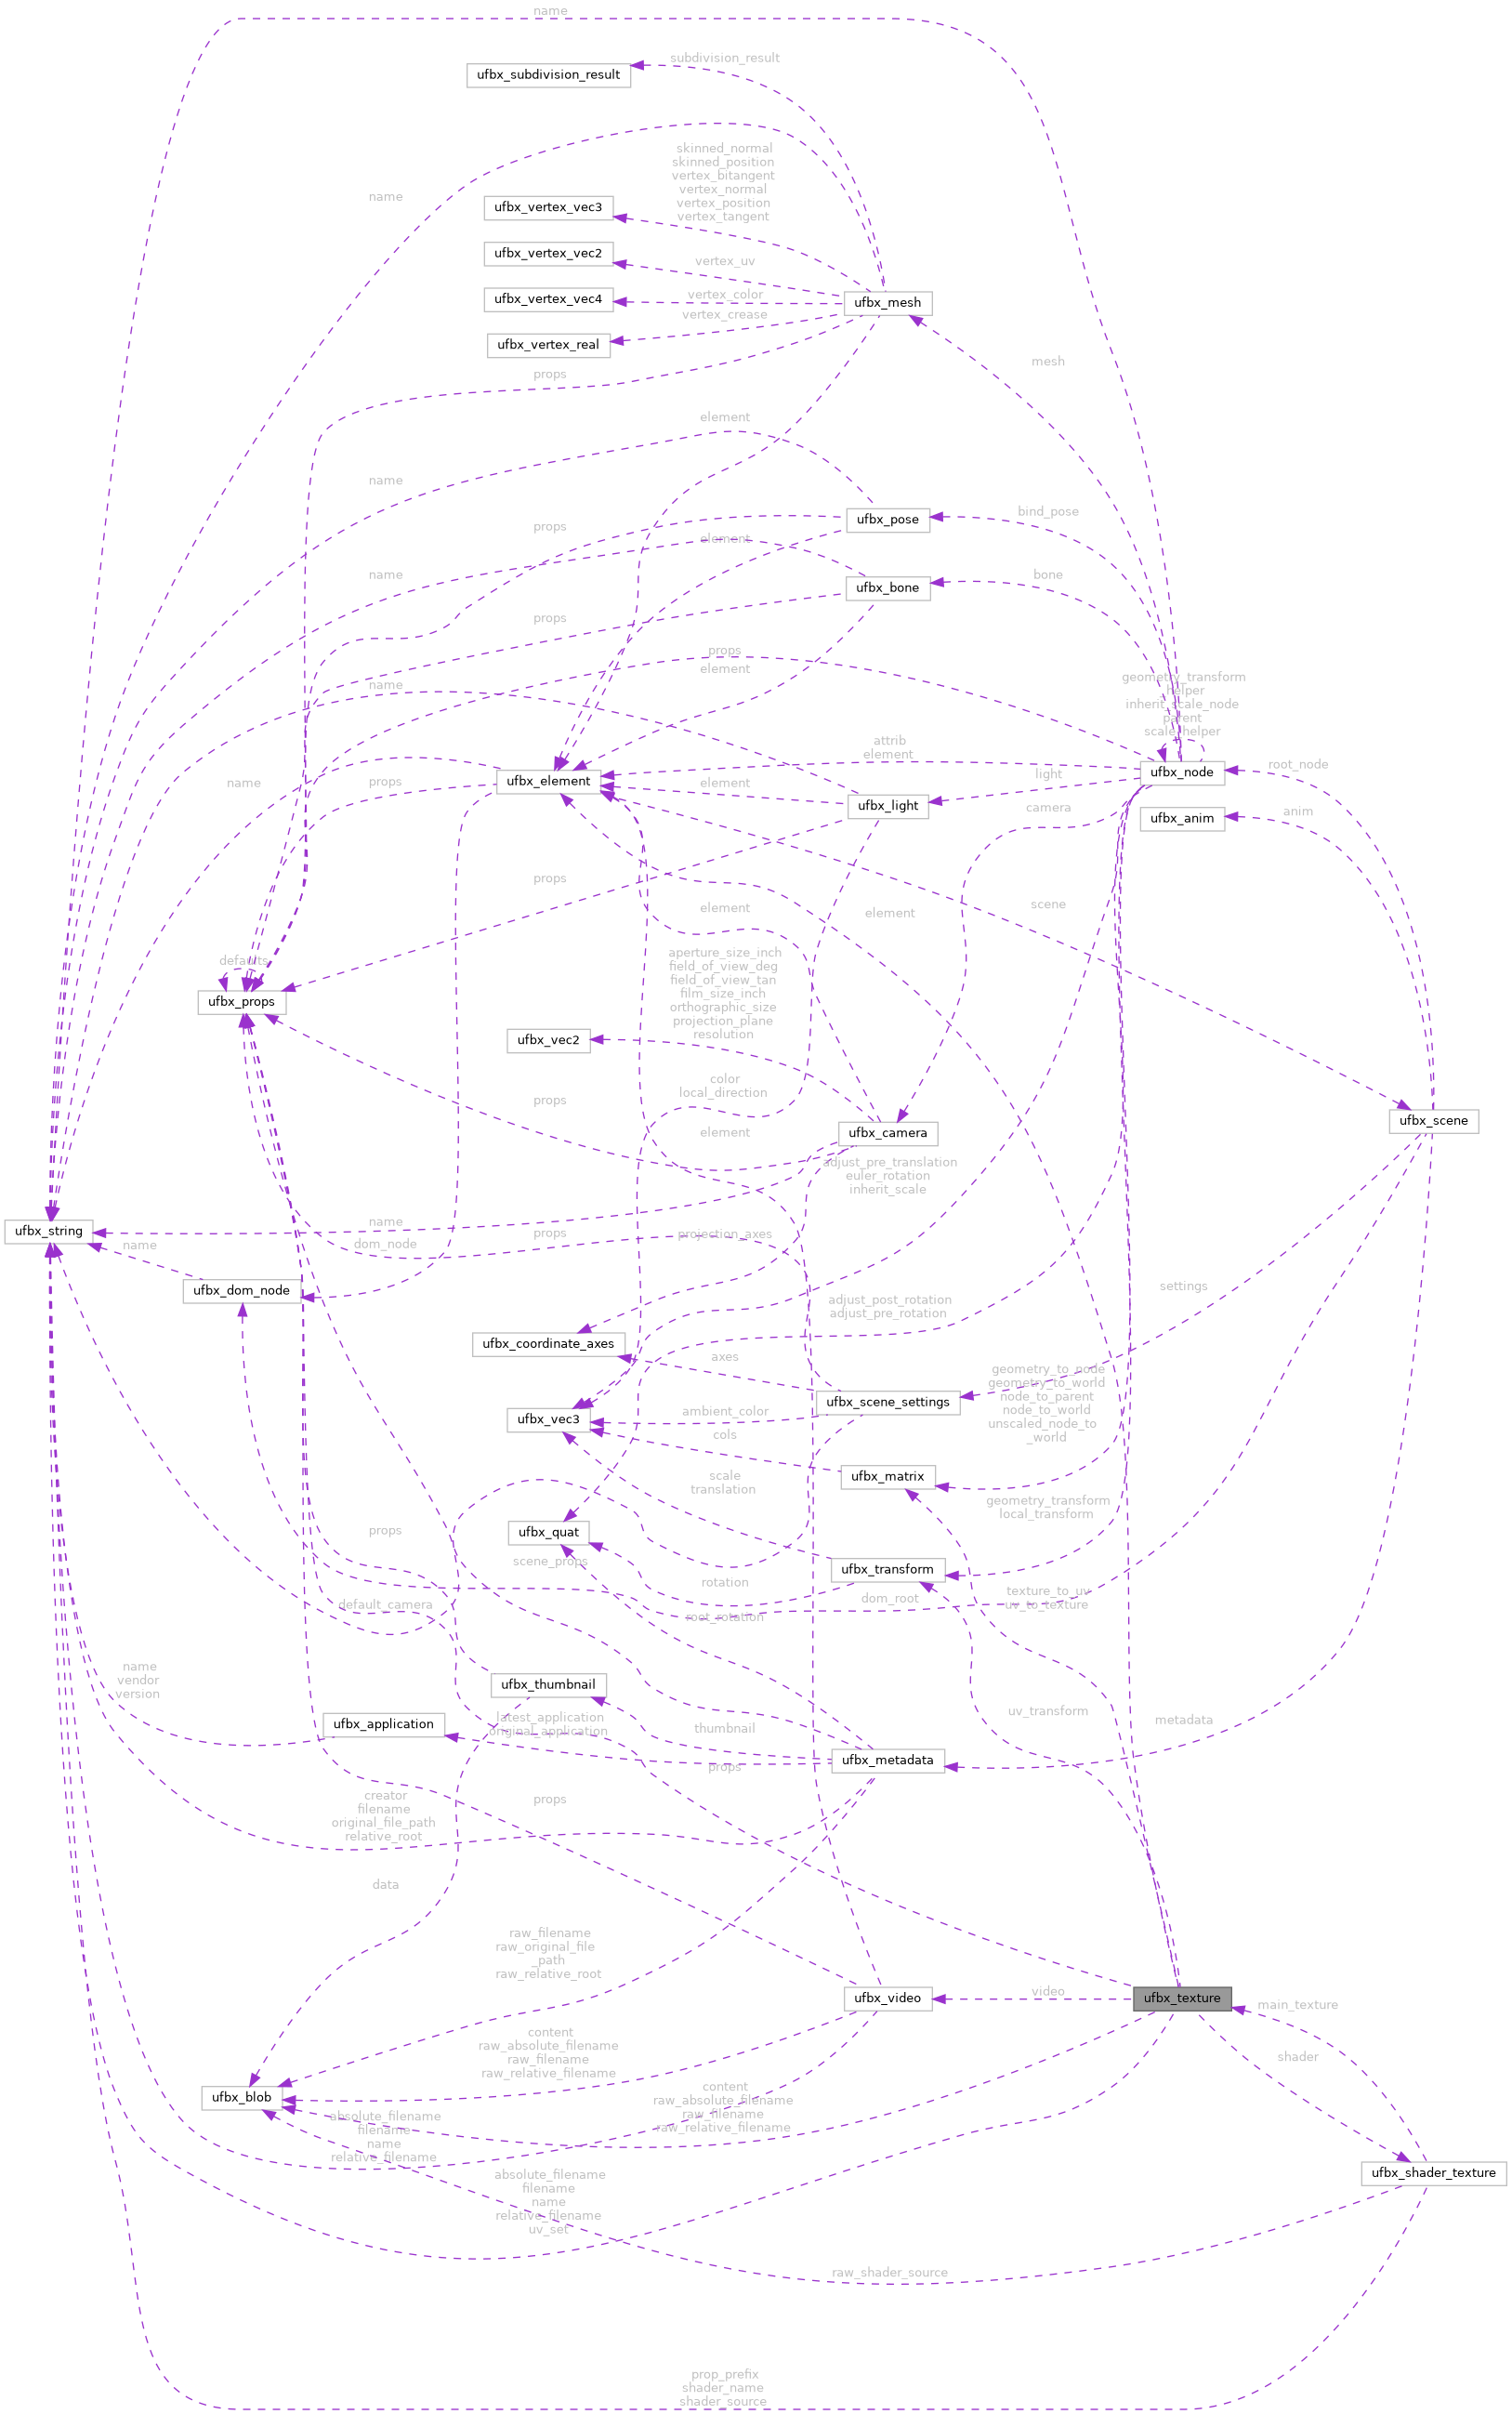 name
subdivision_result
ufbx_subdivision_result
skinned_normal
skinned_position
vertex_bitangent
vertex_normal
vertex_position
vertex_tangent
name
ufbx_vertex_vec3
ufbx_vertex_vec2
vertex_uv
ufbx_vertex_vec4
vertex_color
ufbx_mesh
vertex_crease
ufbx_vertex_real
mesh
props
element
name
bind_pose
ufbx_pose
props
element
name
bone
ufbx_bone
props
props
element
name
geometry_transform
_helper
inherit_scale_node
parent
scale_helper
attrib
element
name
props
ufbx_element
element
light
ufbx_node
root_node
ufbx_light
camera
ufbx_anim
anim
props
element
element
scene
defaults
ufbx_props
aperture_size_inch
field_of_view_deg
field_of_view_tan
film_size_inch
orthographic_size
projection_plane
resolution
ufbx_vec2
color
local_direction
props
element
ufbx_camera
ufbx_scene
adjust_pre_translation
euler_rotation
inherit_scale
name
ufbx_string
name
dom_node
props
projection_axes
ufbx_dom_node
settings
adjust_post_rotation
adjust_pre_rotation
ufbx_coordinate_axes
axes
geometry_to_node
geometry_to_world
node_to_parent
node_to_world
unscaled_node_to
_world
ufbx_scene_settings
ufbx_vec3
ambient_color
cols
ufbx_matrix
scale
translation
geometry_transform
local_transform
props
ufbx_quat
scene_props
ufbx_transform
rotation
dom_root
texture_to_uv
uv_to_texture
default_camera
root_rotation
name
vendor
version
ufbx_thumbnail
uv_transform
ufbx_application
latest_application
original_application
thumbnail
metadata
ufbx_metadata
props
creator
filename
original_file_path
relative_root
props
data
raw_filename
raw_original_file
_path
raw_relative_root
ufbx_video
video
ufbx_texture
main_texture
content
raw_absolute_filename
raw_filename
raw_relative_filename
shader
ufbx_blob
content
raw_absolute_filename
raw_filename
raw_relative_filename
absolute_filename
filename
name
relative_filename
ufbx_shader_texture
absolute_filename
filename
name
relative_filename
uv_set
raw_shader_source
prop_prefix
shader_name
shader_source